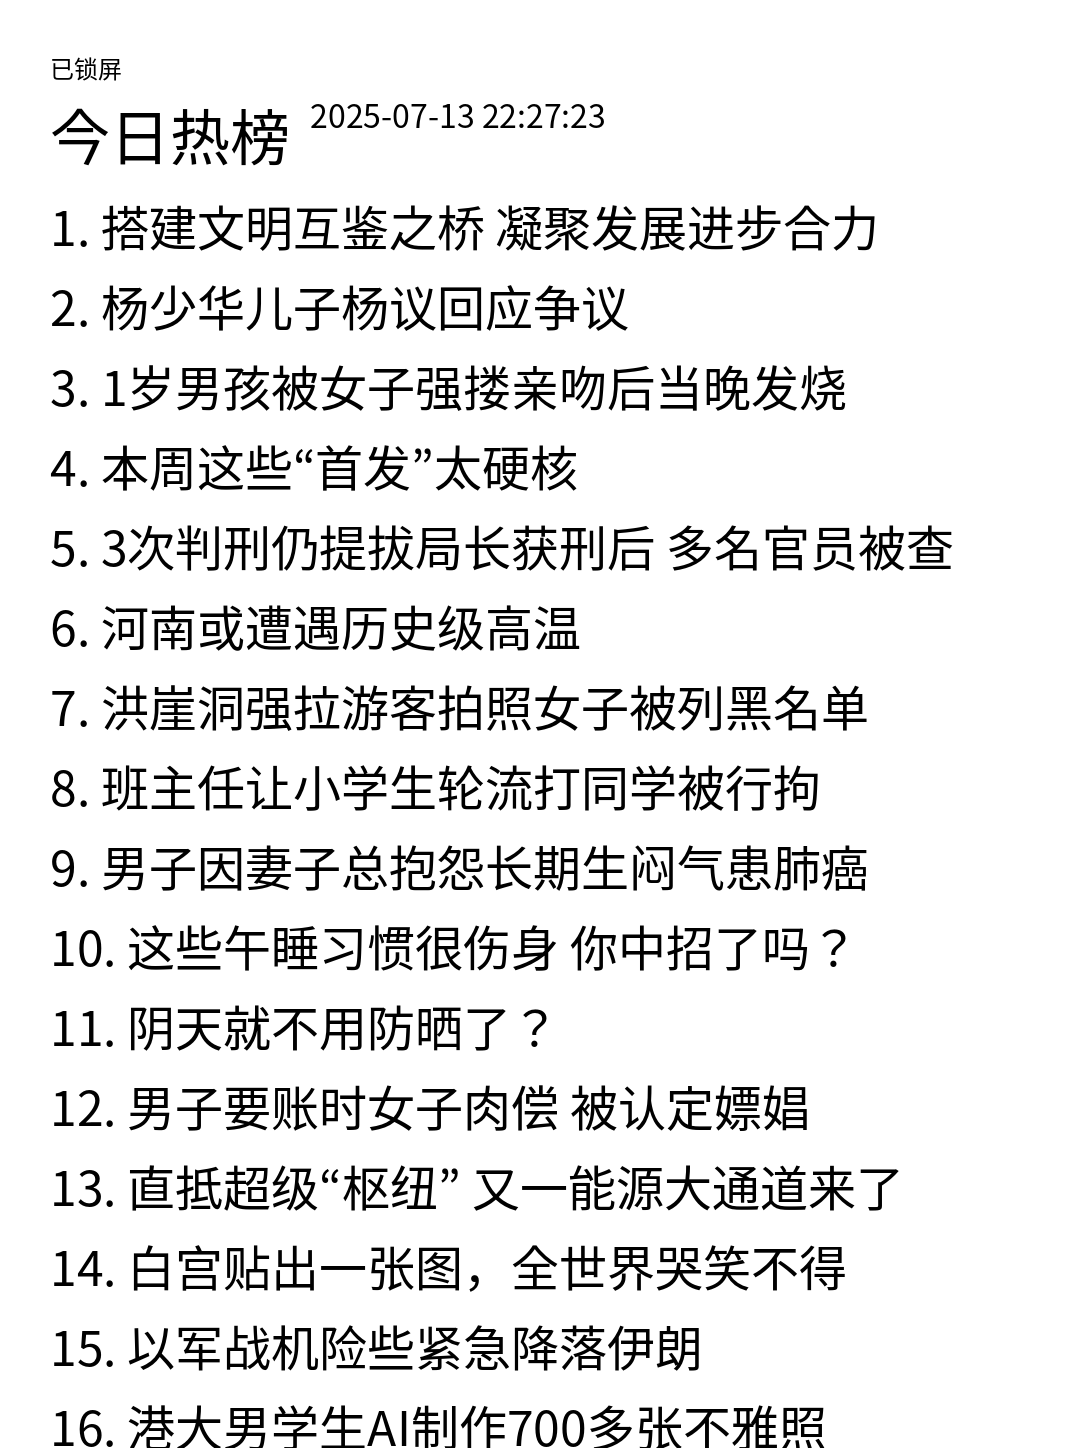 已锁屏
今日热榜 2025-07-13 22:27:23
1. 搭建文明互鉴之桥 凝聚发展进步合力
2. 杨少华儿子杨议回应争议
3. 1岁男孩被女子强搂亲吻后当晚发烧
4. 本周这些“首发”太硬核
5. 3次判刑仍提拔局长获刑后 多名官员被查
6. 河南或遭遇历史级高温
7. 洪崖洞强拉游客拍照女子被列黑名单
8. 班主任让小学生轮流打同学被行拘
9. 男子因妻子总抱怨长期生闷气患肺癌
10. 这些午睡习惯很伤身 你中招了吗？
11. 阴天就不用防晒了？
12. 男子要账时女子肉偿 被认定嫖娼
13. 直抵超级“枢纽” 又一能源大通道来了
14. 白宫贴出一张图，全世界哭笑不得
15. 以军战机险些紧急降落伊朗
16. 港大男学生AI制作700多张不雅照